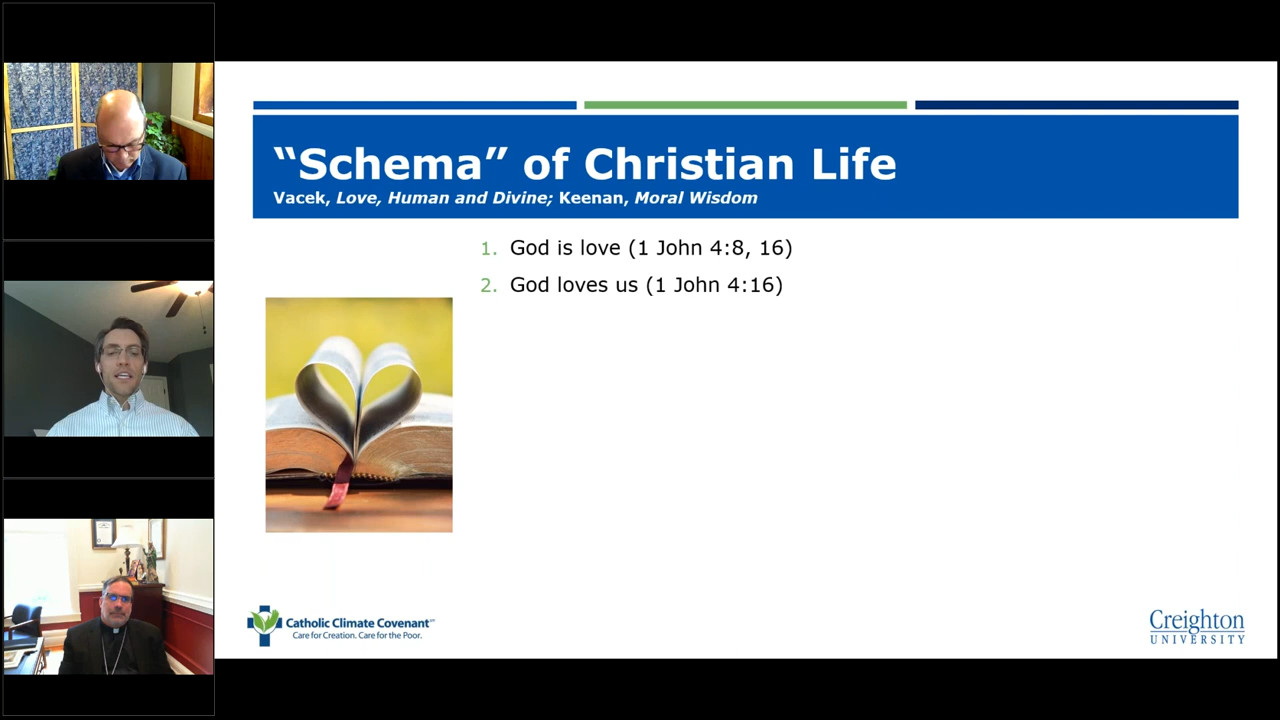 “Schema” of Christian Life
Vacek, Love, Human and Divine; Keenan, Moral Wisdom
1. God is love (1 John 4:8, 16)
2. God loves us (1 John 4:16)
Catholic Climate Covenant
Care for Creation. Care for the Poor.
Creighton
UNIVERSITY